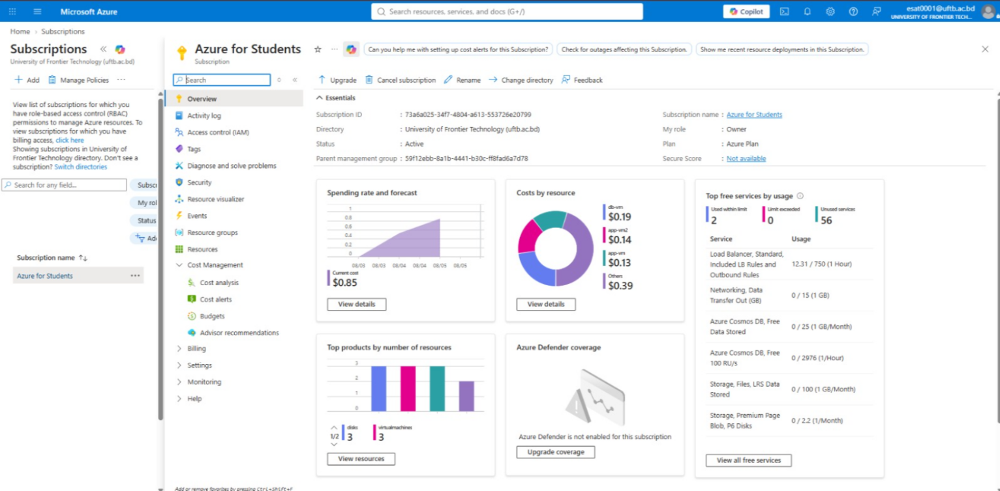 Microsoft Azure
Search resources, services, and docs (G+/)
Copilot
esat0001@uftb.ac.bd
UNIVERSITY OF FRONTIER TECH...
Home > Subscriptions
Subscriptions
University of Frontier Technology (uftb.ac.bd)
Add
Manage Policies
View list of subscriptions for which you
have role-based access control (RBAC)
permissions to manage Azure resources. To
view subscriptions for which you have
billing access, click here
Showing subscriptions in University of
Frontier Technology directory. Don't see a
subscription? Switch directories
Search for any field...
Subscr
My rol
Status
Add
Subscription name
Azure for Students
Azure for Students
Subscription
Can you help me with setting up cost alerts for this Subscription?
Check for outages affecting this Subscription.
Show me recent resource deployments in this Subscription.
Search
Overview
Activity log
Access control (IAM)
Tags
Diagnose and solve problems
Security
Resource visualizer
Events
Resource groups
Resources
Cost Management
Cost analysis
Cost alerts
Budgets
Advisor recommendations
Billing
Settings
Monitoring
Help
Add or remove favorites by pressing Ctrl+Shift+F
Upgrade
Cancel subscription
Rename
Change directory
Feedback
Essentials
Subscription ID : 73a6a025-34f7-4804-a613-553726e20799
Directory : University of Frontier Technology (uftb.ac.bd)
Status : Active
Parent management group : 59f12ebb-8a1b-4441-b30c-ff8fad6a7d78
Subscription name : Azure for Students
My role : Owner
Plan : Azure Plan
Secure Score : Not available
Spending rate and forecast
1
0.8
0.6
0.4
0.2
0
08/03 08/03 08/04 08/04 08/05 08/05
Current cost
$0.85
View details
Costs by resource
db-vm
$0.19
app-vm2
$0.14
app-vm
$0.13
Others
$0.39
View details
Top free services by usage
Used within limit
2
Limit exceeded
0
Unused services
56
Service Usage
Load Balancer, Standard,
Included LB Rules and
Outbound Rules
12.31 / 750 (1 Hour)
Networking, Data
Transfer Out (GB)
0 / 15 (1 GB)
Azure Cosmos DB, Free
Data Stored
0 / 25 (1 GB/Month)
Azure Cosmos DB, Free
100 RU/s
0 / 2976 (1/Hour)
Storage, Files, LRS Data
Stored
0 / 100 (1 GB/Month)
Storage, Premium Page
Blob, P6 Disks
0 / 2.2 (1/Month)
View all free services
Top products by number of resources
3
2
1
0
1/2
disks
3
virtualmachines
3
View resources
Azure Defender coverage
Azure Defender is not enabled for this subscription
Upgrade coverage